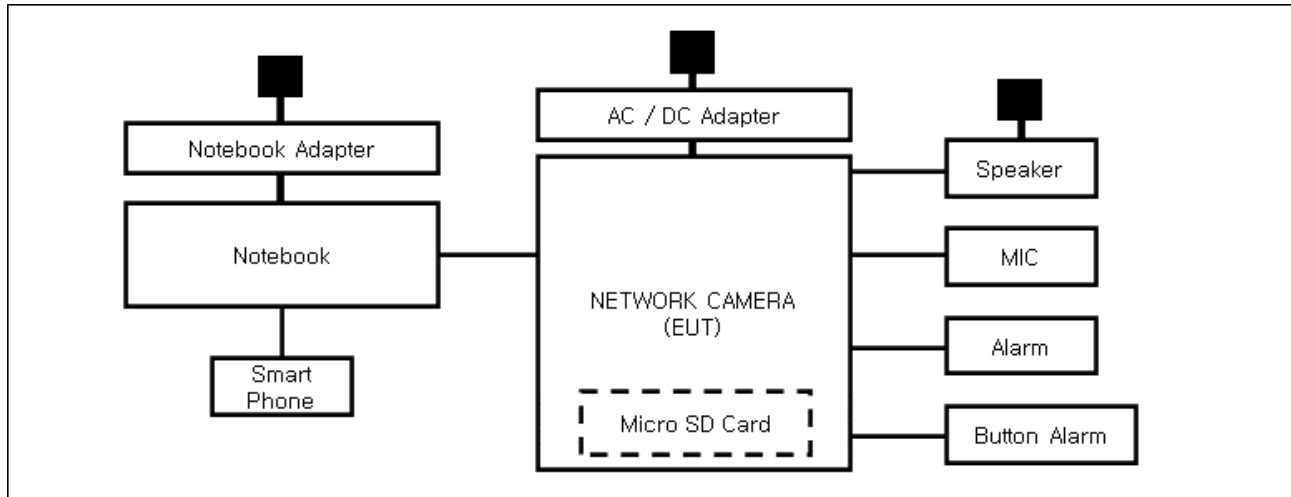 AC / DC Adapter
Notebook Adapter
Speaker
Notebook
MIC
NETWORK CAMERA
(EUT)
Alarm
Smart
Phone
Micro SD Card
Button Alarm